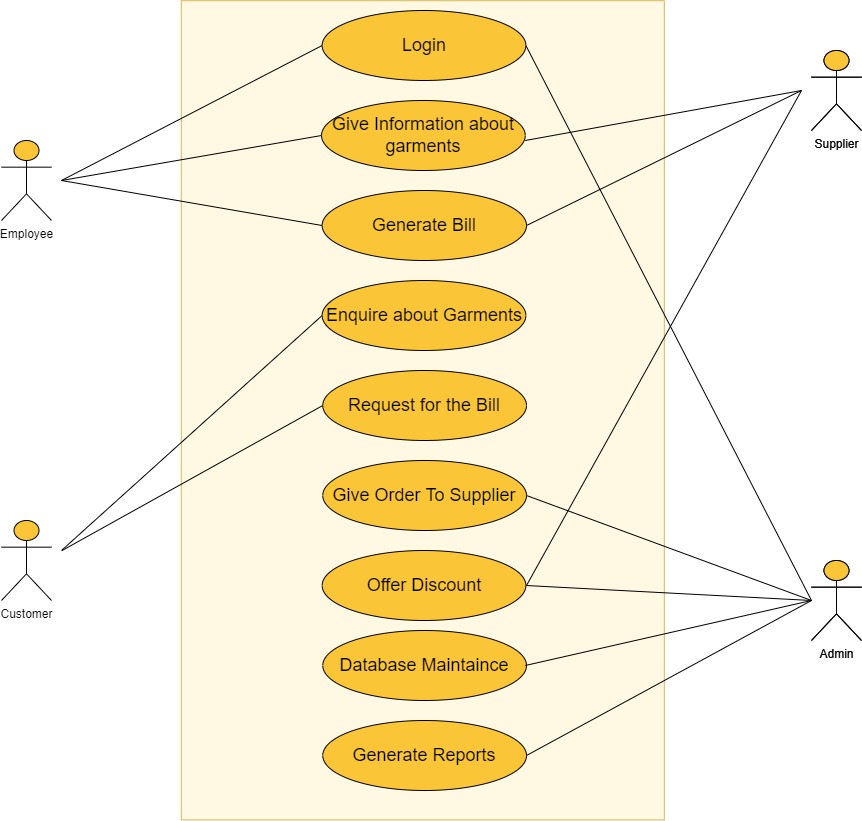 Login
Give Information about
garments
Generate Bill
Enquire about Garments
Request for the Bill
Give Order To Supplier
Offer Discount
Database Maintaince
Generate Reports
Employee
Customer
Supplier
Admin